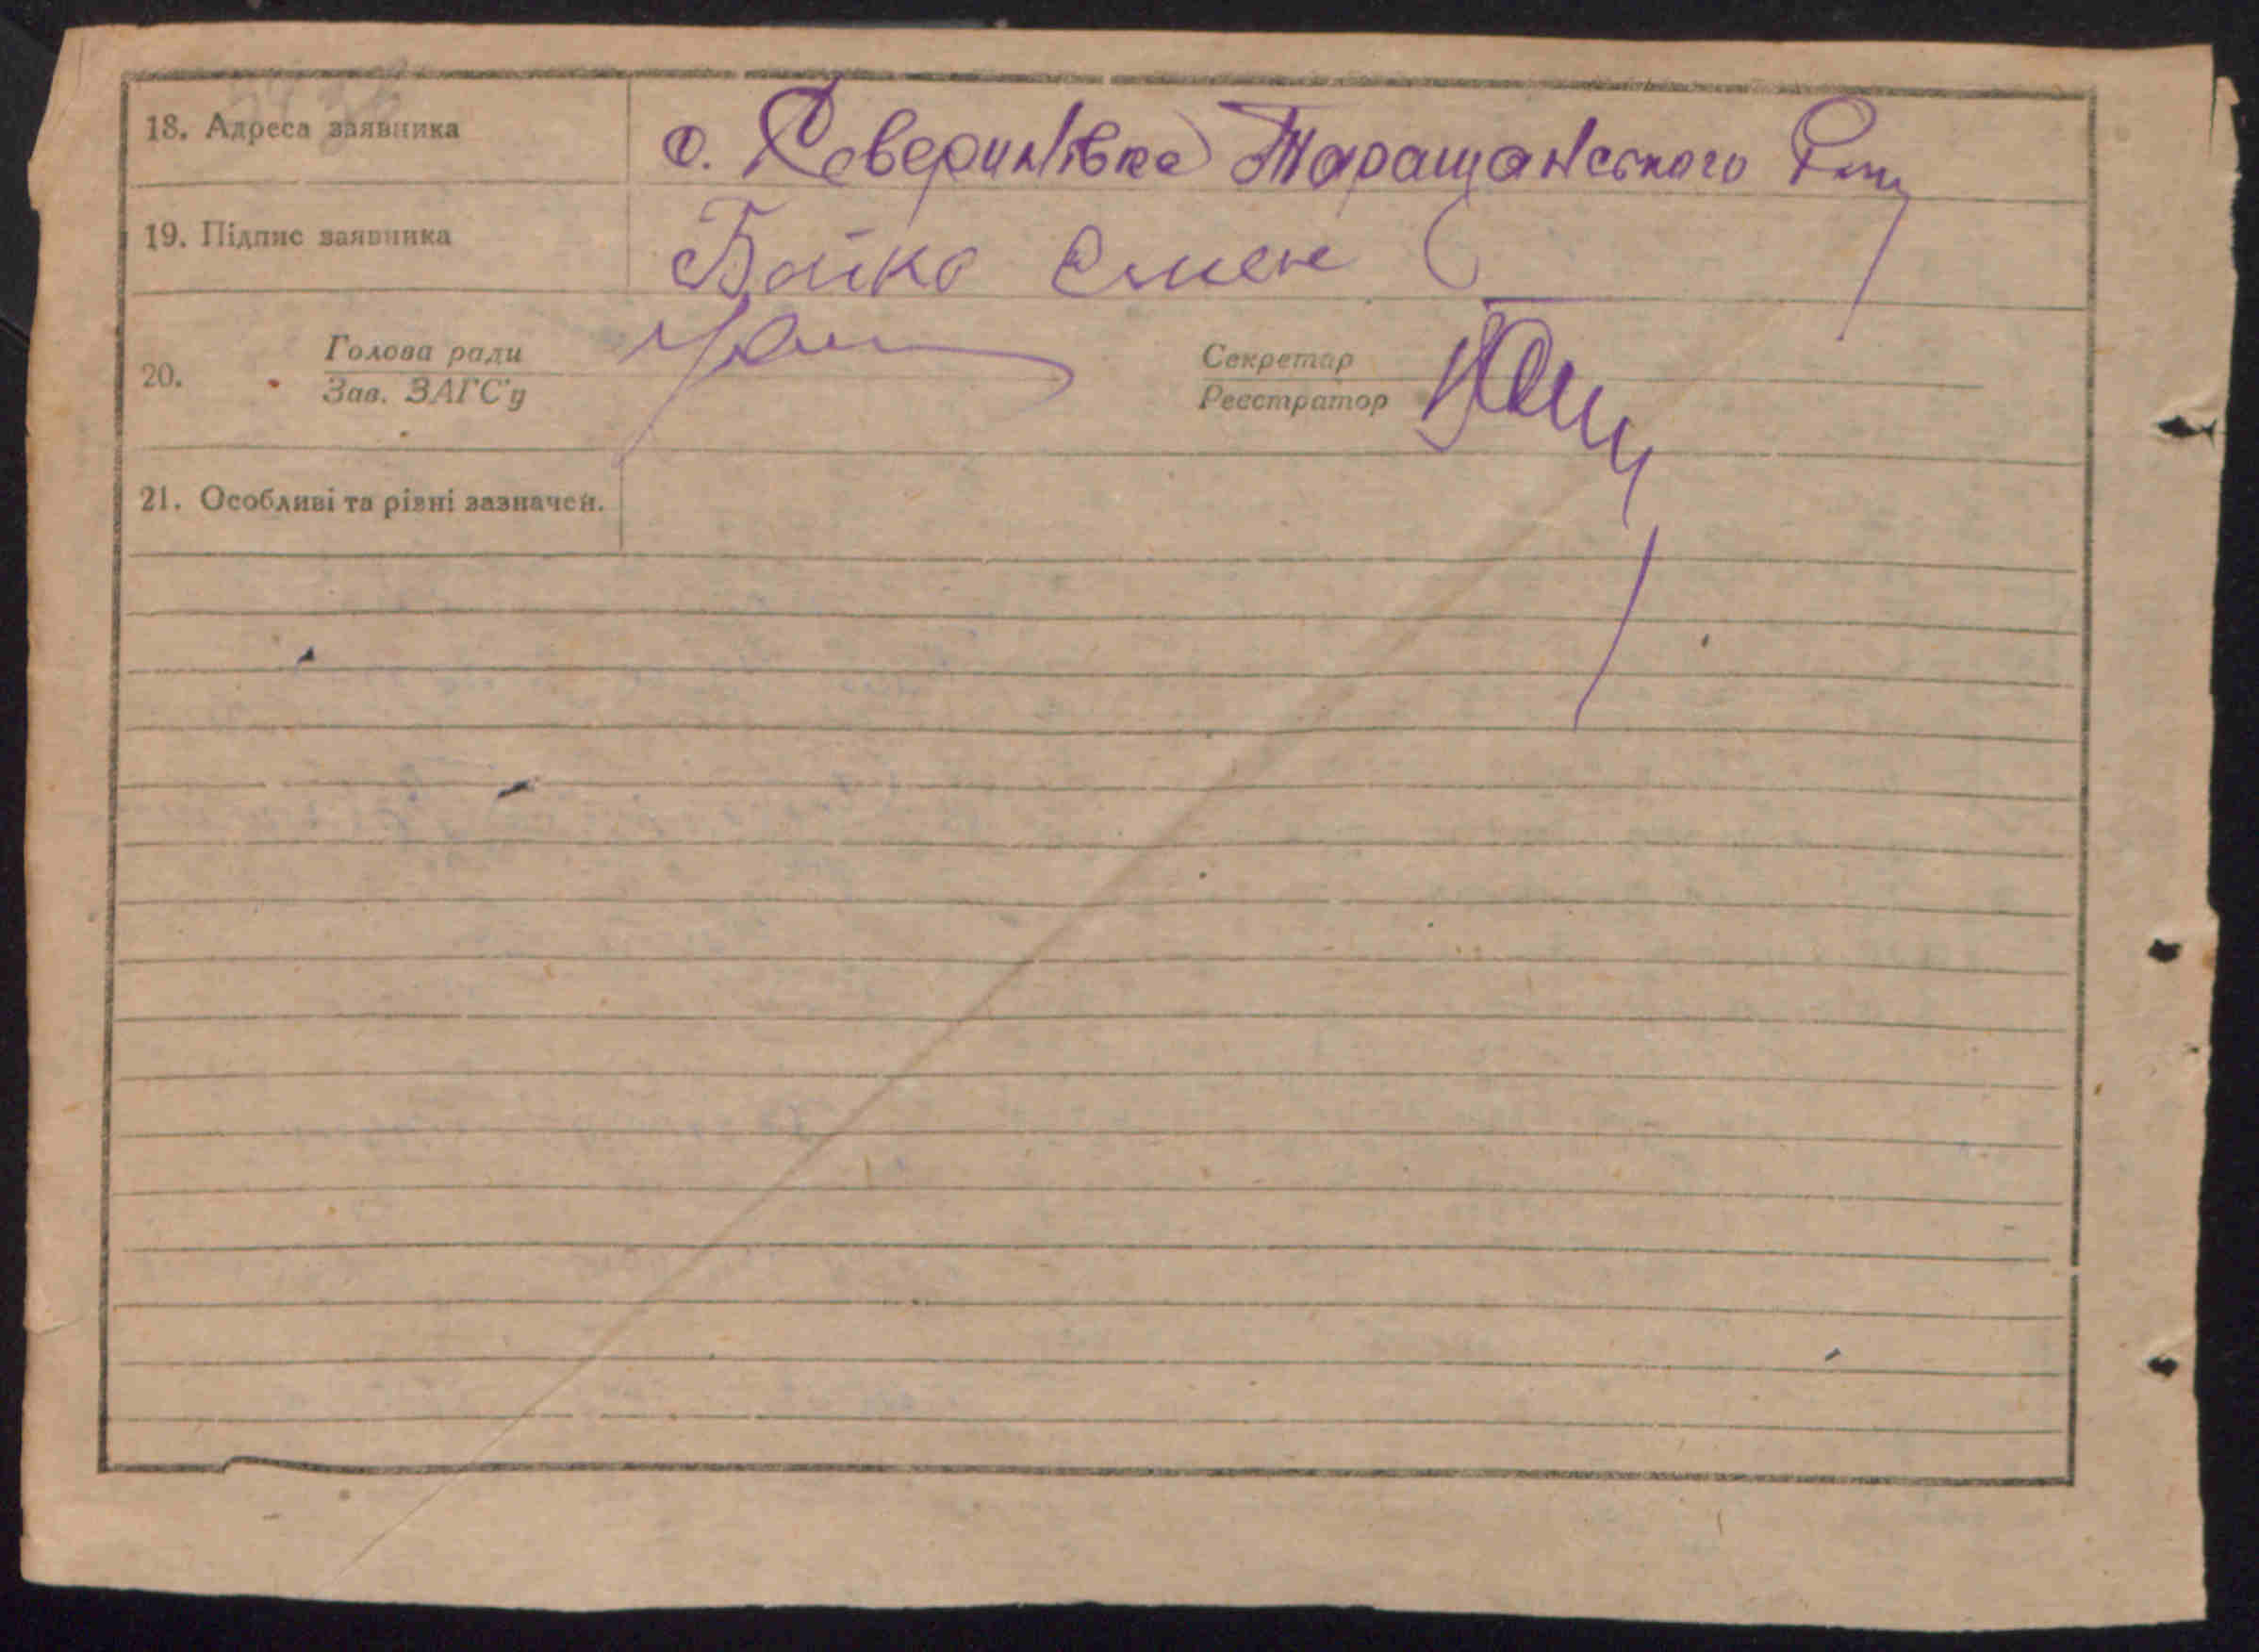 18. Адреса заявника с. Северинівка Таращанського Р-ну
19. Підпис заявника Бойко Семен
20. Голова ради Секретар
Зав. ЗАГС'у Реєстратор
21. Особливі та різні зазначен.